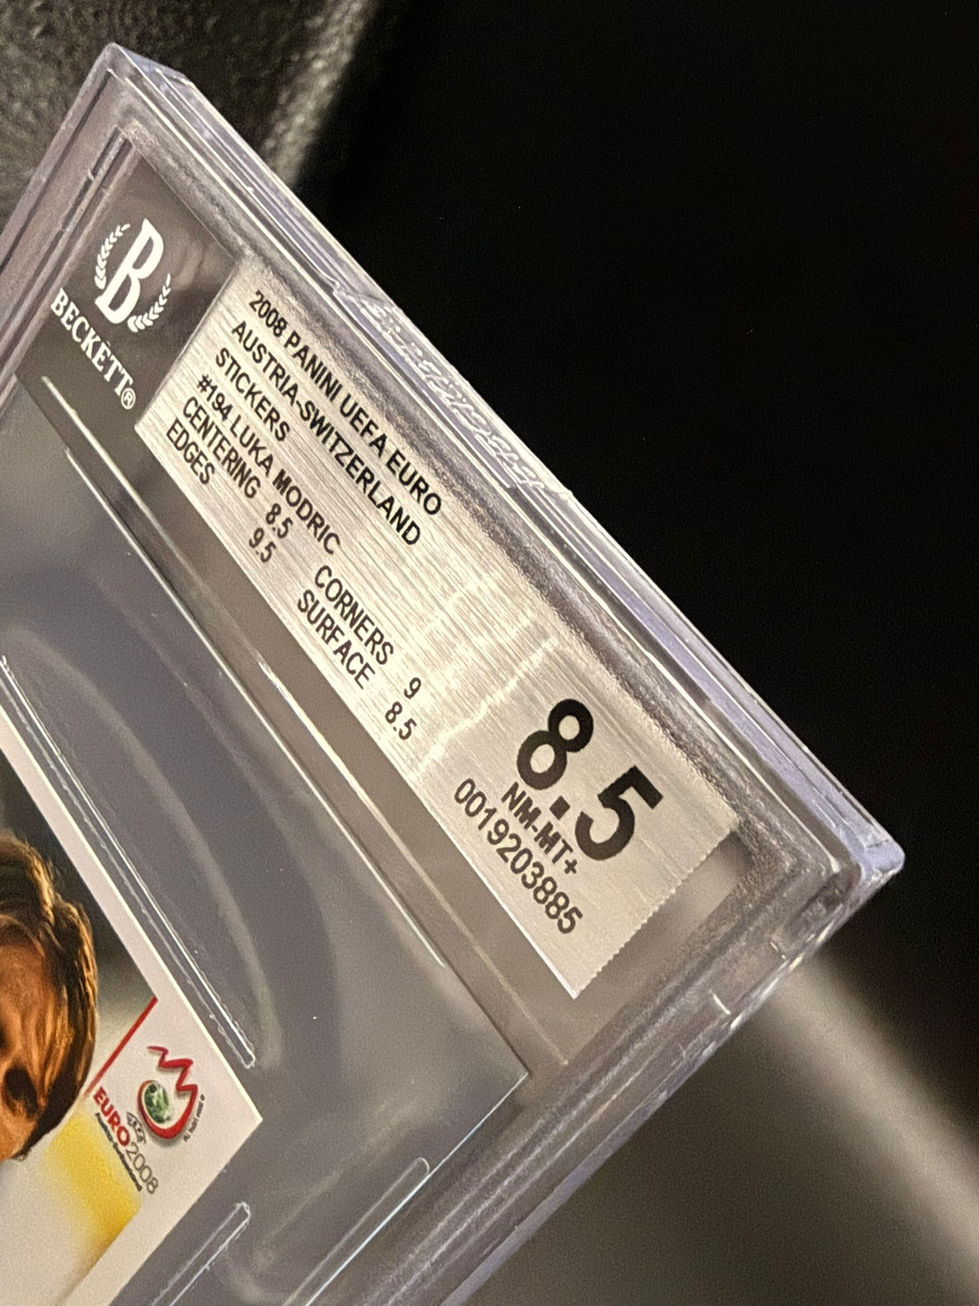 B
BECKETT®
2008 PANINI UEFA EURO
AUSTRIA-SWITZERLAND
STICKERS
#194 LUKA MODRIC
CENTERING 8.5 CORNERS 9
EDGES 9.5 SURFACE 8.5
8.5
NM-MT+
0019203885
EURO2008